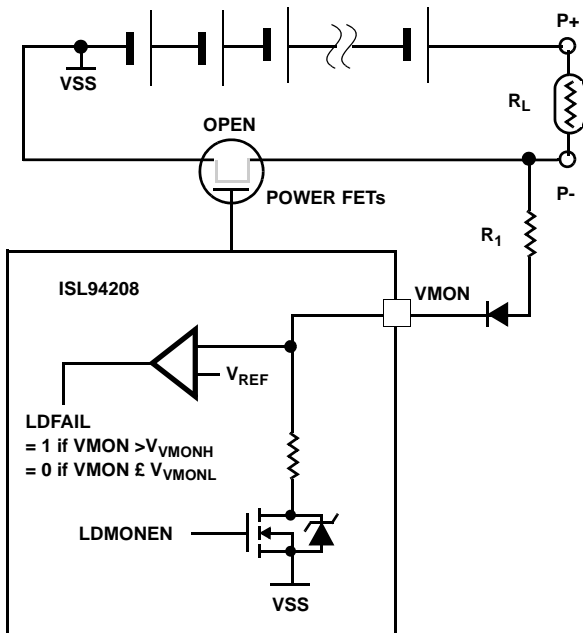 P+
VSS
RL
OPEN
POWER FETs
P-
R1
ISL94208
VMON
VREF
LDFAIL
= 1 if VMON >VVMONH
= 0 if VMON £ VVMONL
LDMONEN
VSS